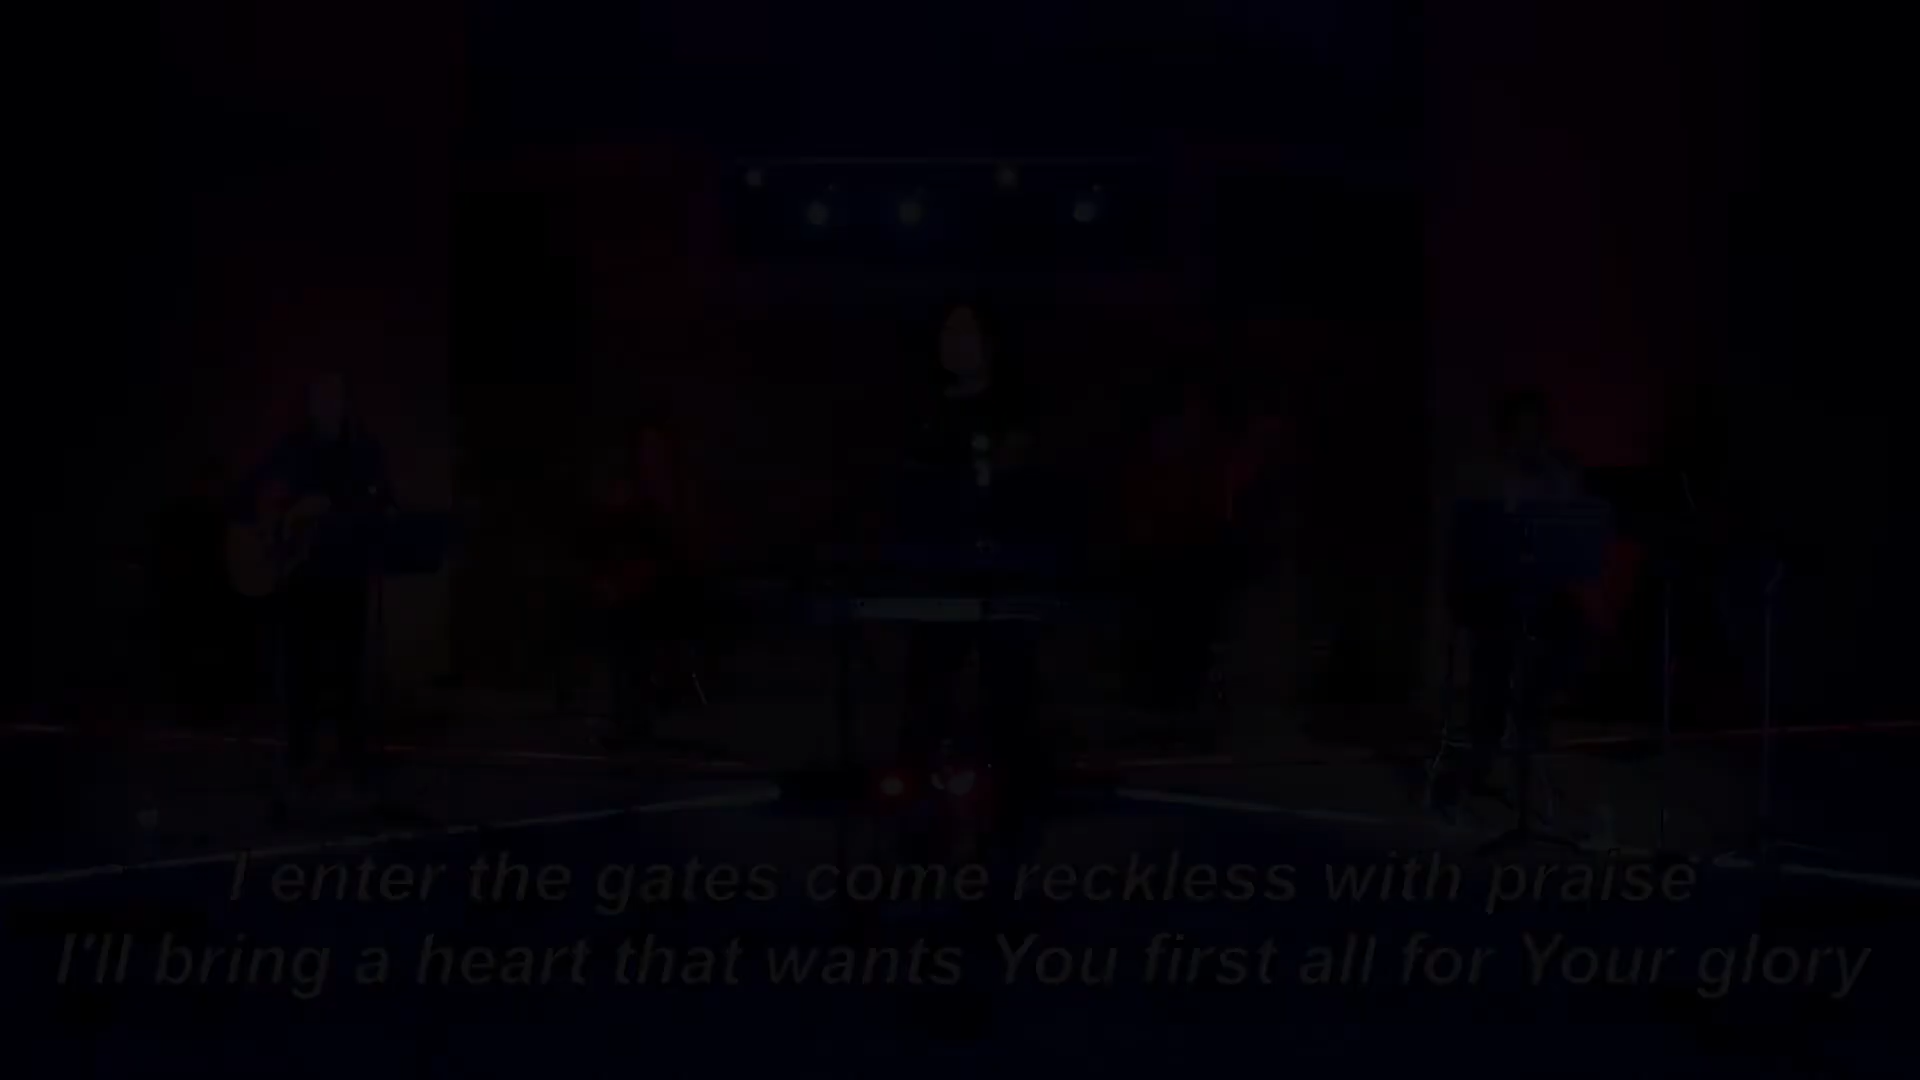 I enter the gates come reckless with praise
I'll bring a heart that wants You first all for Your glory